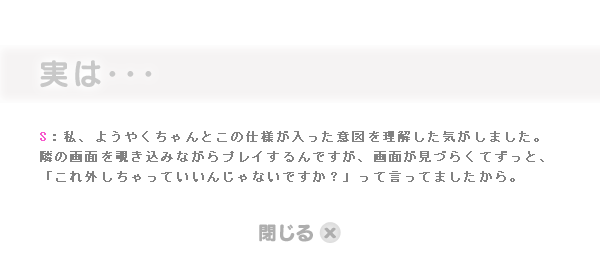 実は・・・
S：私、ようやくちゃんとこの仕様が入った意図を理解した気がしました。
隣の画面を覗き込みながらプレイするんですが、画面が見づらくてずっと、
「これ外しちゃっていいんじゃないですか？」って言ってましたから。
閉じる